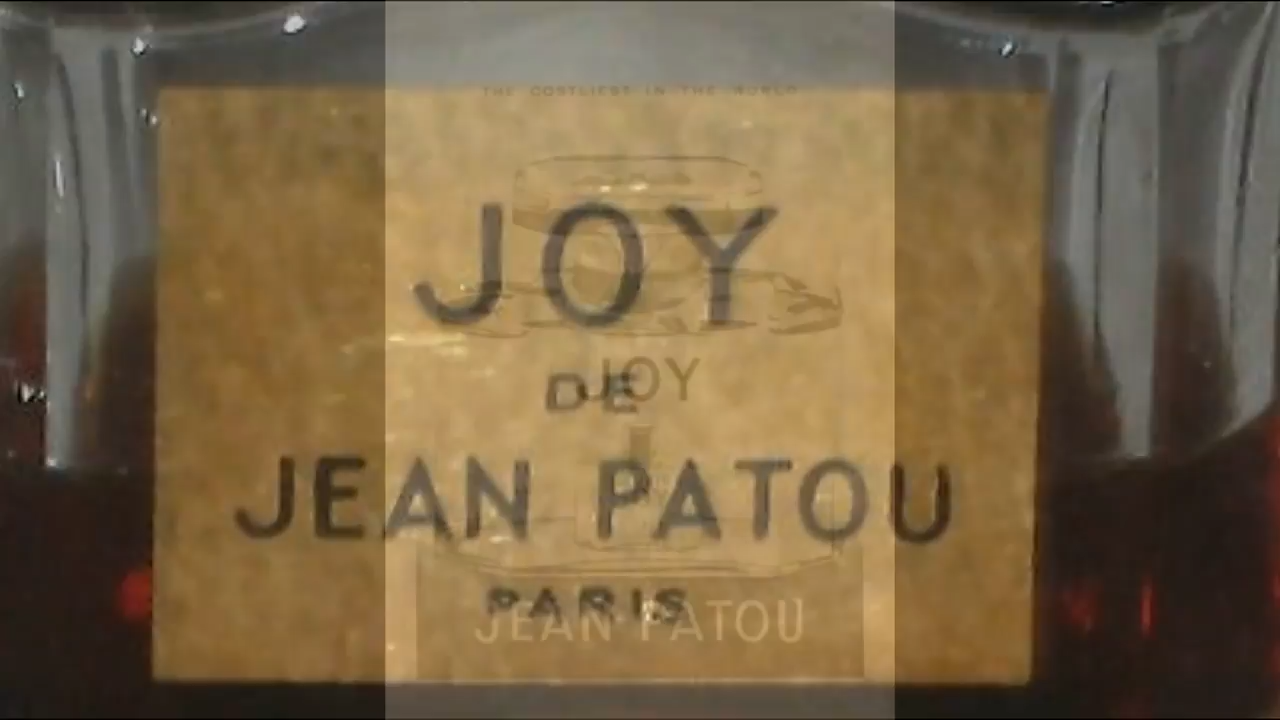 THE COSTLIEST IN THE WORLD
JOY
JOY
DE
JEAN PATOU
PARIS
JEAN PATOU